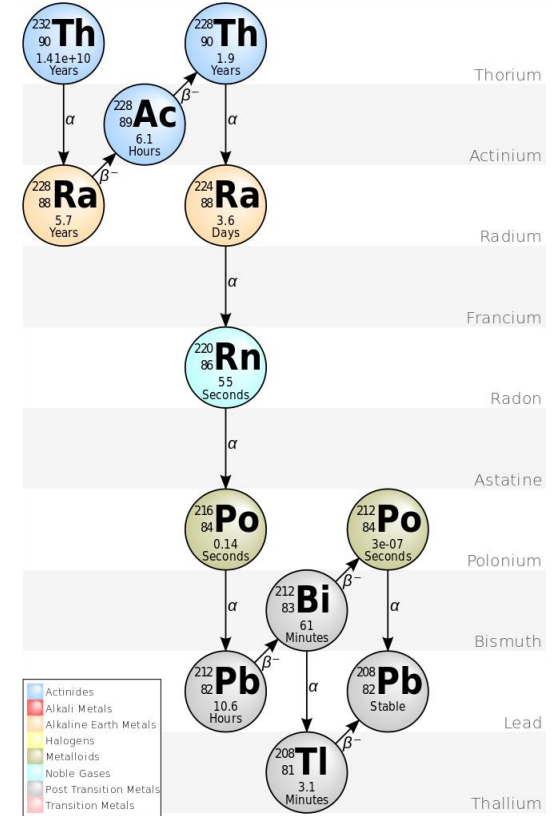 232
90 Th
1.41e+10
Years
228
90 Th
1.9
Years
Thorium
α
β−
α
228
89 Ac
6.1
Hours
Actinium
β−
228
88 Ra
5.7
Years
224
88 Ra
3.6
Days
Radium
α
Francium
220
86 Rn
55
Seconds
Radon
α
Astatine
216
84 Po
0.14
Seconds
212
84 Po
3e-07
Seconds
Polonium
α
β−
α
212
83 Bi
61
Minutes
Bismuth
β−
212
82 Pb
10.6
Hours
α
208
82 Pb
Stable
Lead
β−
208
81 Tl
3.1
Minutes
Thallium
Actinides
Alkali Metals
Alkaline Earth Metals
Halogens
Metalloids
Noble Gases
Post Transition Metals
Transition Metals